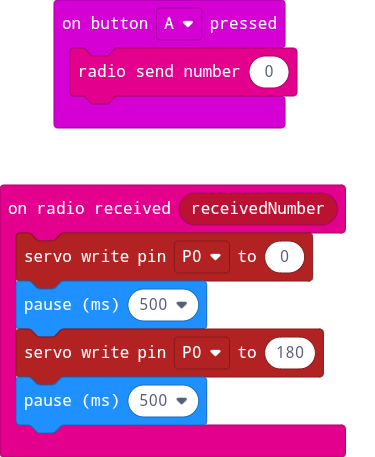 on button A pressed
radio send number 0
on radio received receivedNumber
servo write pin P0 to 0
pause (ms) 500
servo write pin P0 to 180
pause (ms) 500